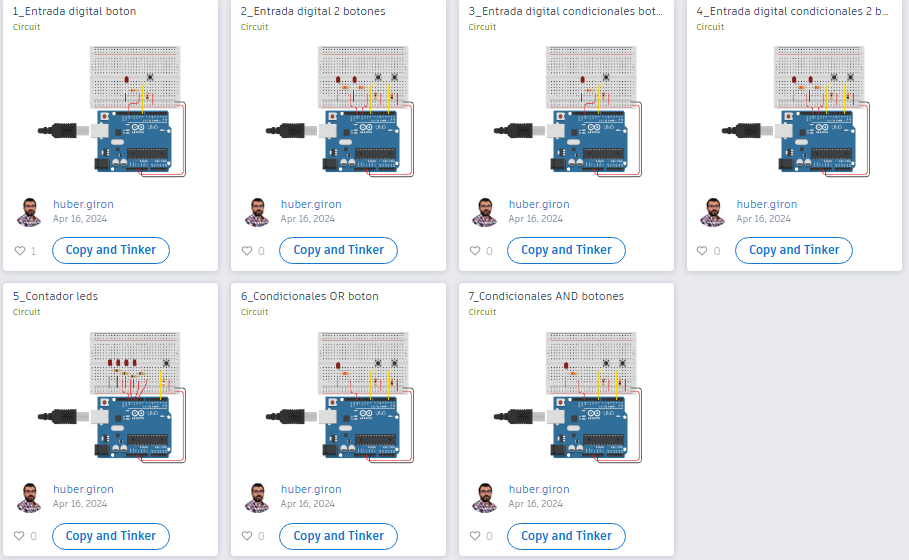 1_Entrada digital boton
Circuit
huber.giron
Apr 16, 2024
1
Copy and Tinker
2_Entrada digital 2 botones
Circuit
huber.giron
Apr 16, 2024
0
Copy and Tinker
3_Entrada digital condicionales bot...
Circuit
huber.giron
Apr 16, 2024
0
Copy and Tinker
4_Entrada digital condicionales 2 b...
Circuit
huber.giron
Apr 16, 2024
0
Copy and Tinker
5_Contador leds
Circuit
huber.giron
Apr 16, 2024
0
Copy and Tinker
6_Condicionales OR boton
Circuit
huber.giron
Apr 16, 2024
0
Copy and Tinker
7_Condicionales AND botones
Circuit
huber.giron
Apr 16, 2024
0
Copy and Tinker